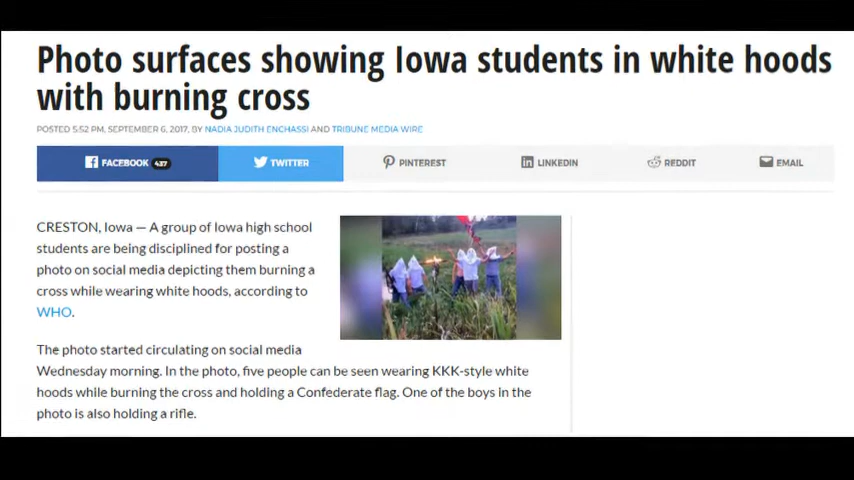 Photo surfaces showing Iowa students in white hoods
with burning cross
POSTED 5:52 PM, SEPTEMBER 6, 2017, BY NADIA JUDITH ENCHASSI AND TRIBUNE MEDIA WIRE
FACEBOOK 437 TWITTER PINTEREST LINKEDIN REDDIT EMAIL
CRESTON, Iowa — A group of Iowa high school
students are being disciplined for posting a
photo on social media depicting them burning a
cross while wearing white hoods, according to
WHO.
The photo started circulating on social media
Wednesday morning. In the photo, five people can be seen wearing KKK-style white
hoods while burning the cross and holding a Confederate flag. One of the boys in the
photo is also holding a rifle.